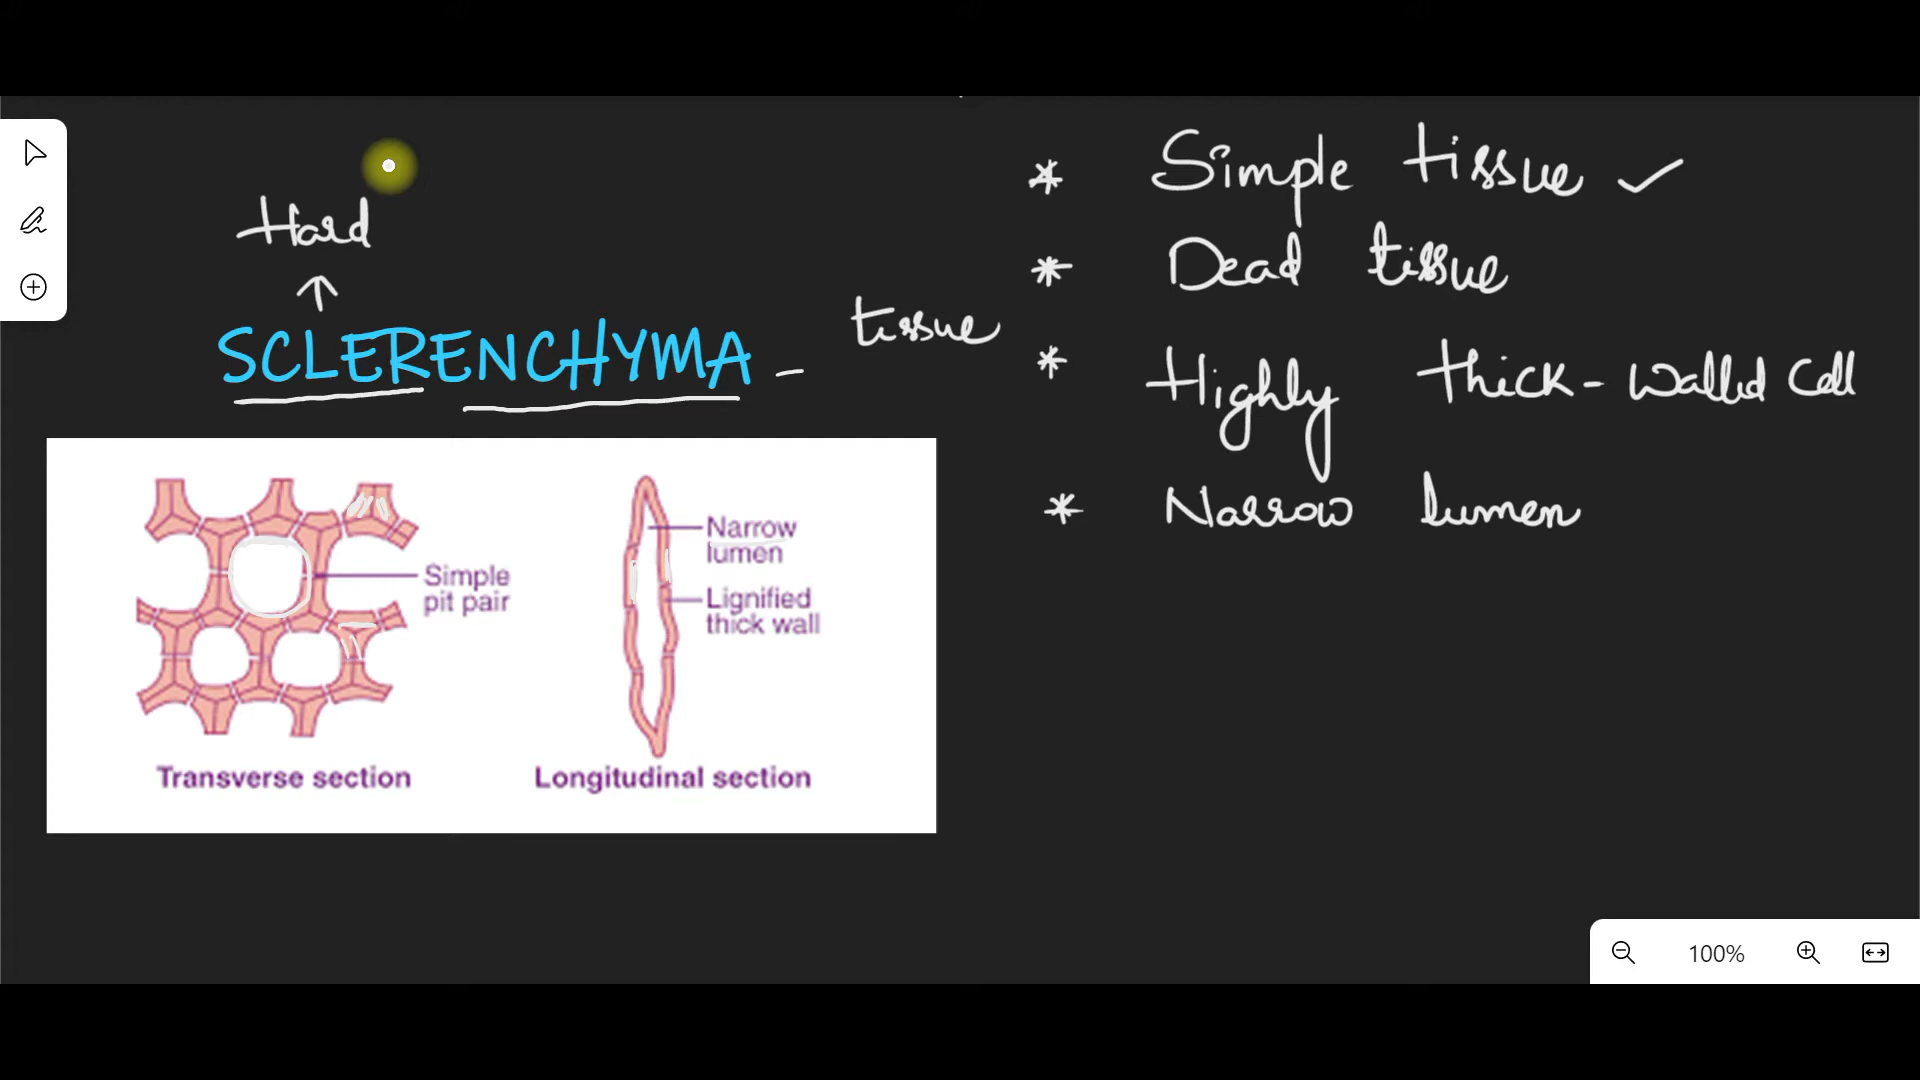 Hard
↑
SCLERENCHYMA - tissue
* Simple tissue ✓
* Dead tissue
* Highly thick-walled Cell
* Narrow lumen
Simple
pit pair
Transverse section
Narrow
lumen
Lignified
thick wall
Longitudinal section
100%